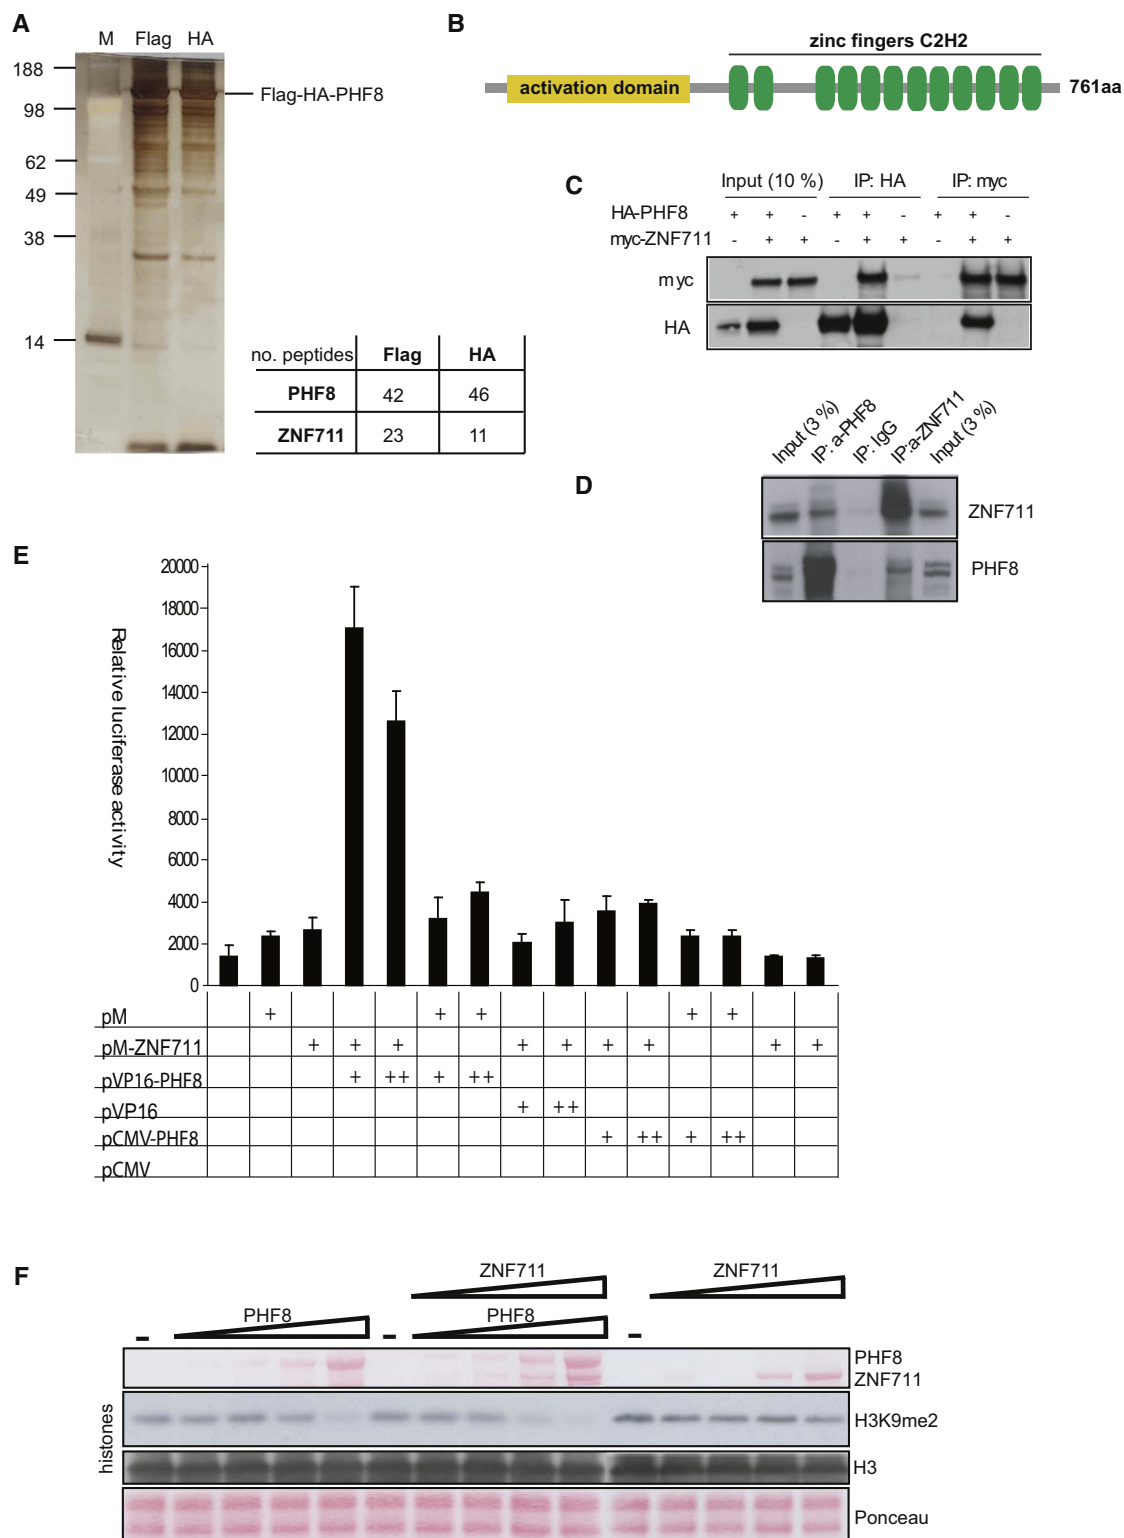 A
M Flag HA
188
98
62
49
38
14
Flag-HA-PHF8
no. peptides Flag HA
PHF8 42 46
ZNF711 23 11
B
zinc fingers C2H2
activation domain
761aa
C
Input (10 %) IP: HA IP: myc
HA-PHF8 + + - + + - + + -
myc-ZNF711 - + + - + + - + +
myc
HA
D
Input (3 %) IP: a-PHF8 IP: IgG IP:a-ZNF711 Input (3 %)
ZNF711
PHF8
E
Relative luciferase activity
20000
18000
16000
14000
12000
10000
8000
6000
4000
2000
0
pM + + + + +
pM-ZNF711 + + + + + + + + +
pVP16-PHF8 + ++ + ++
pVP16 + ++
pCMV-PHF8 + ++ + ++
pCMV
F
ZNF711 ZNF711
PHF8 PHF8
- - -
PHF8
ZNF711
histones
H3K9me2
H3
Ponceau